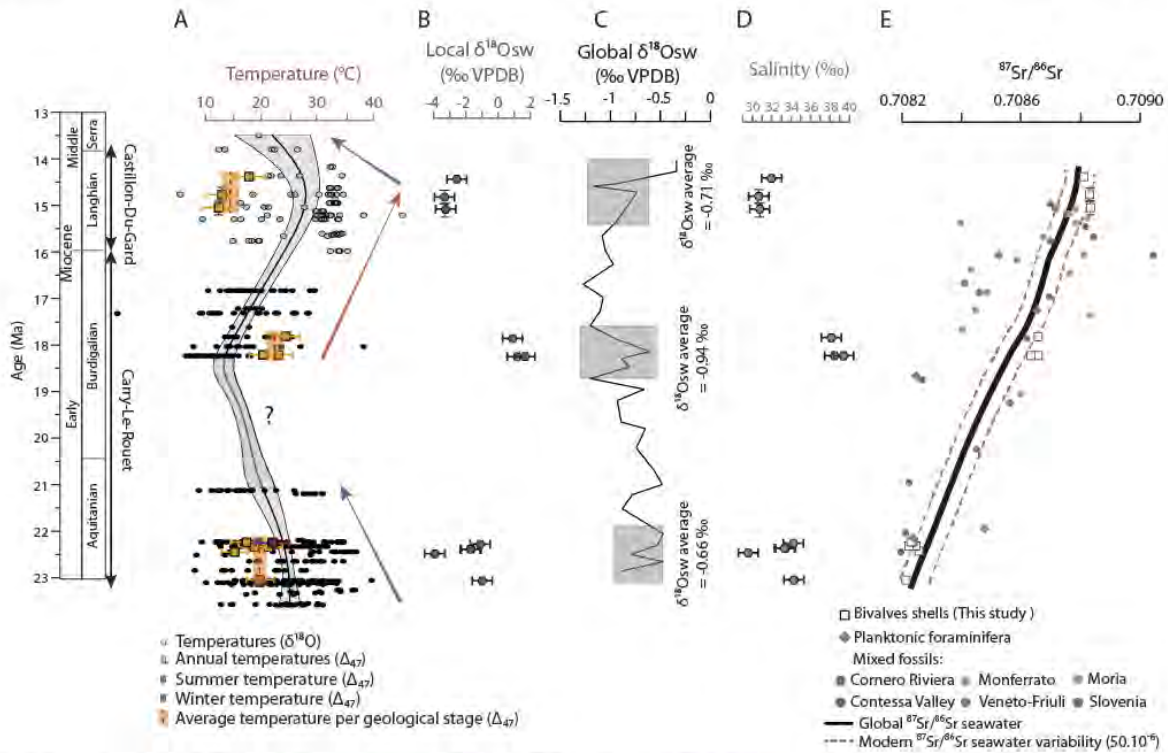 A
B
C
D
E
Temperature (°C)
Local δ¹⁸Osw
(‰ VPDB)
Global δ¹⁸Osw
(‰ VPDB)
Salinity (‰)
⁸⁷Sr/⁸⁶Sr
10 20 30 40
-4 -2 0 2
-1.5 -1 -0.5 0
30 32 34 36 38 40
0.7082 0.7086 0.7090
Age (Ma)
13
14
15
16
17
18
19
20
21
22
23
Miocene
Middle
Early
Serra
Langhian
Burdigalian
Aquitanian
Castillon-Du-Gard
Carry-Le-Rouet
?
δ¹⁸Osw average
= -0.71 ‰
δ¹⁸Osw average
= -0.94 ‰
δ¹⁸Osw average
= -0.66 ‰
Temperatures (δ¹⁸O)
Annual temperatures (Δ₄₇)
Summer temperature (Δ₄₇)
Winter temperature (Δ₄₇)
Average temperature per geological stage (Δ₄₇)
Bivalves shells (This study )
Planktonic foraminifera
Mixed fossils:
Cornero Riviera Monferrato Moria
Contessa Valley Veneto-Friuli Slovenia
Global ⁸⁷Sr/⁸⁶Sr seawater
Modern ⁸⁷Sr/⁸⁶Sr seawater variability (50.10⁻⁶)